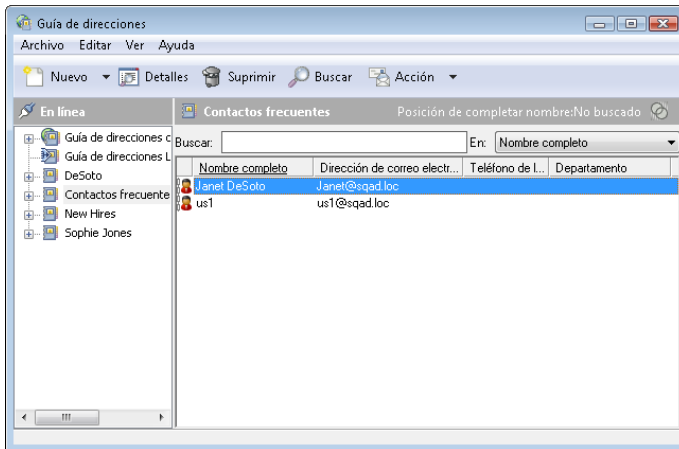 Guía de direcciones
Archivo Editar Ver Ayuda
Nuevo Detalles Suprimir Buscar Acción
En línea
Contactos frecuentes Posición de completar nombre:No buscado
Guía de direcciones c
Guía de direcciones L
DeSoto
Contactos frecuente
New Hires
Sophie Jones
Buscar: En: Nombre completo
Nombre completo Dirección de correo electr... Teléfono de l... Departamento
Janet DeSoto Janet@sqad.loc
us1 us1@sqad.loc